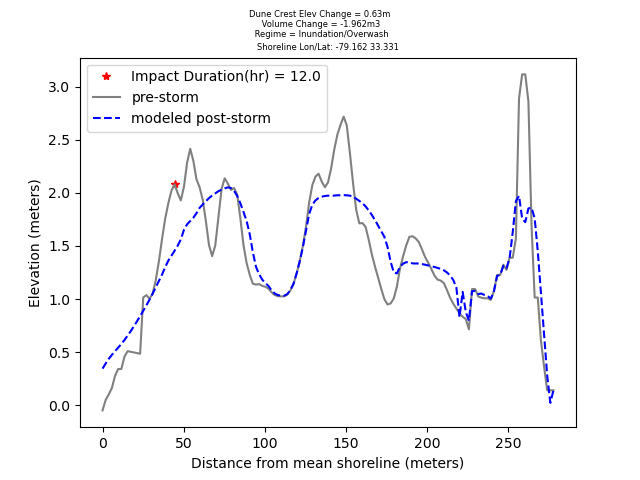 Dune Crest Elev Change = 0.63m
Volume Change = -1.962m3
Regime = Inundation/Overwash
Shoreline Lon/Lat: -79.162 33.331
Impact Duration(hr) = 12.0
pre-storm
modeled post-storm
3.0
2.5
2.0
1.5
1.0
0.5
0.0
Elevation (meters)
0 50 100 150 200 250
Distance from mean shoreline (meters)